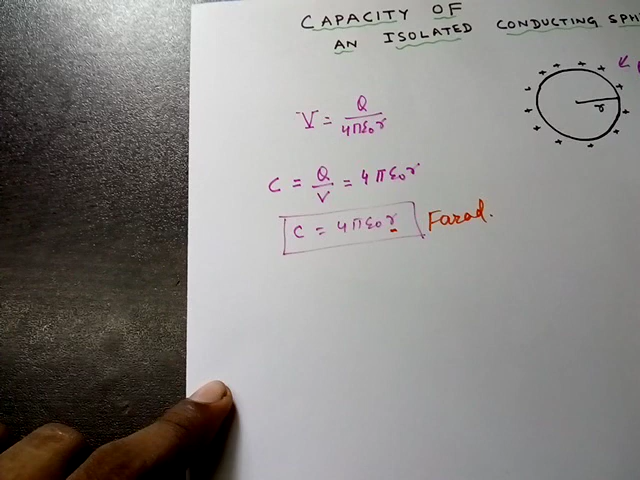 CAPACITY OF
AN ISOLATED CONDUCTING SPH
V = Q / 4πε₀r
r
C = Q / V = 4πε₀r
C = 4πε₀r Farad.